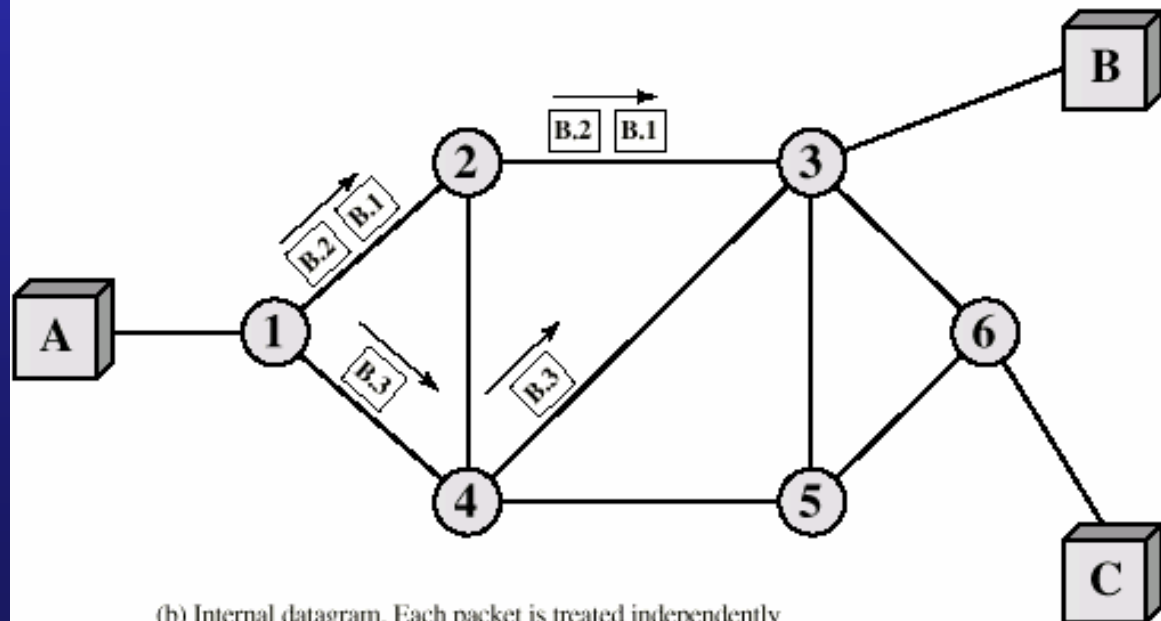 B
B.2 B.1
2
3
B.2 B.1
A
1
6
B.3
B.3
4
5
C
(b) Internal datagram. Each packet is treated independently